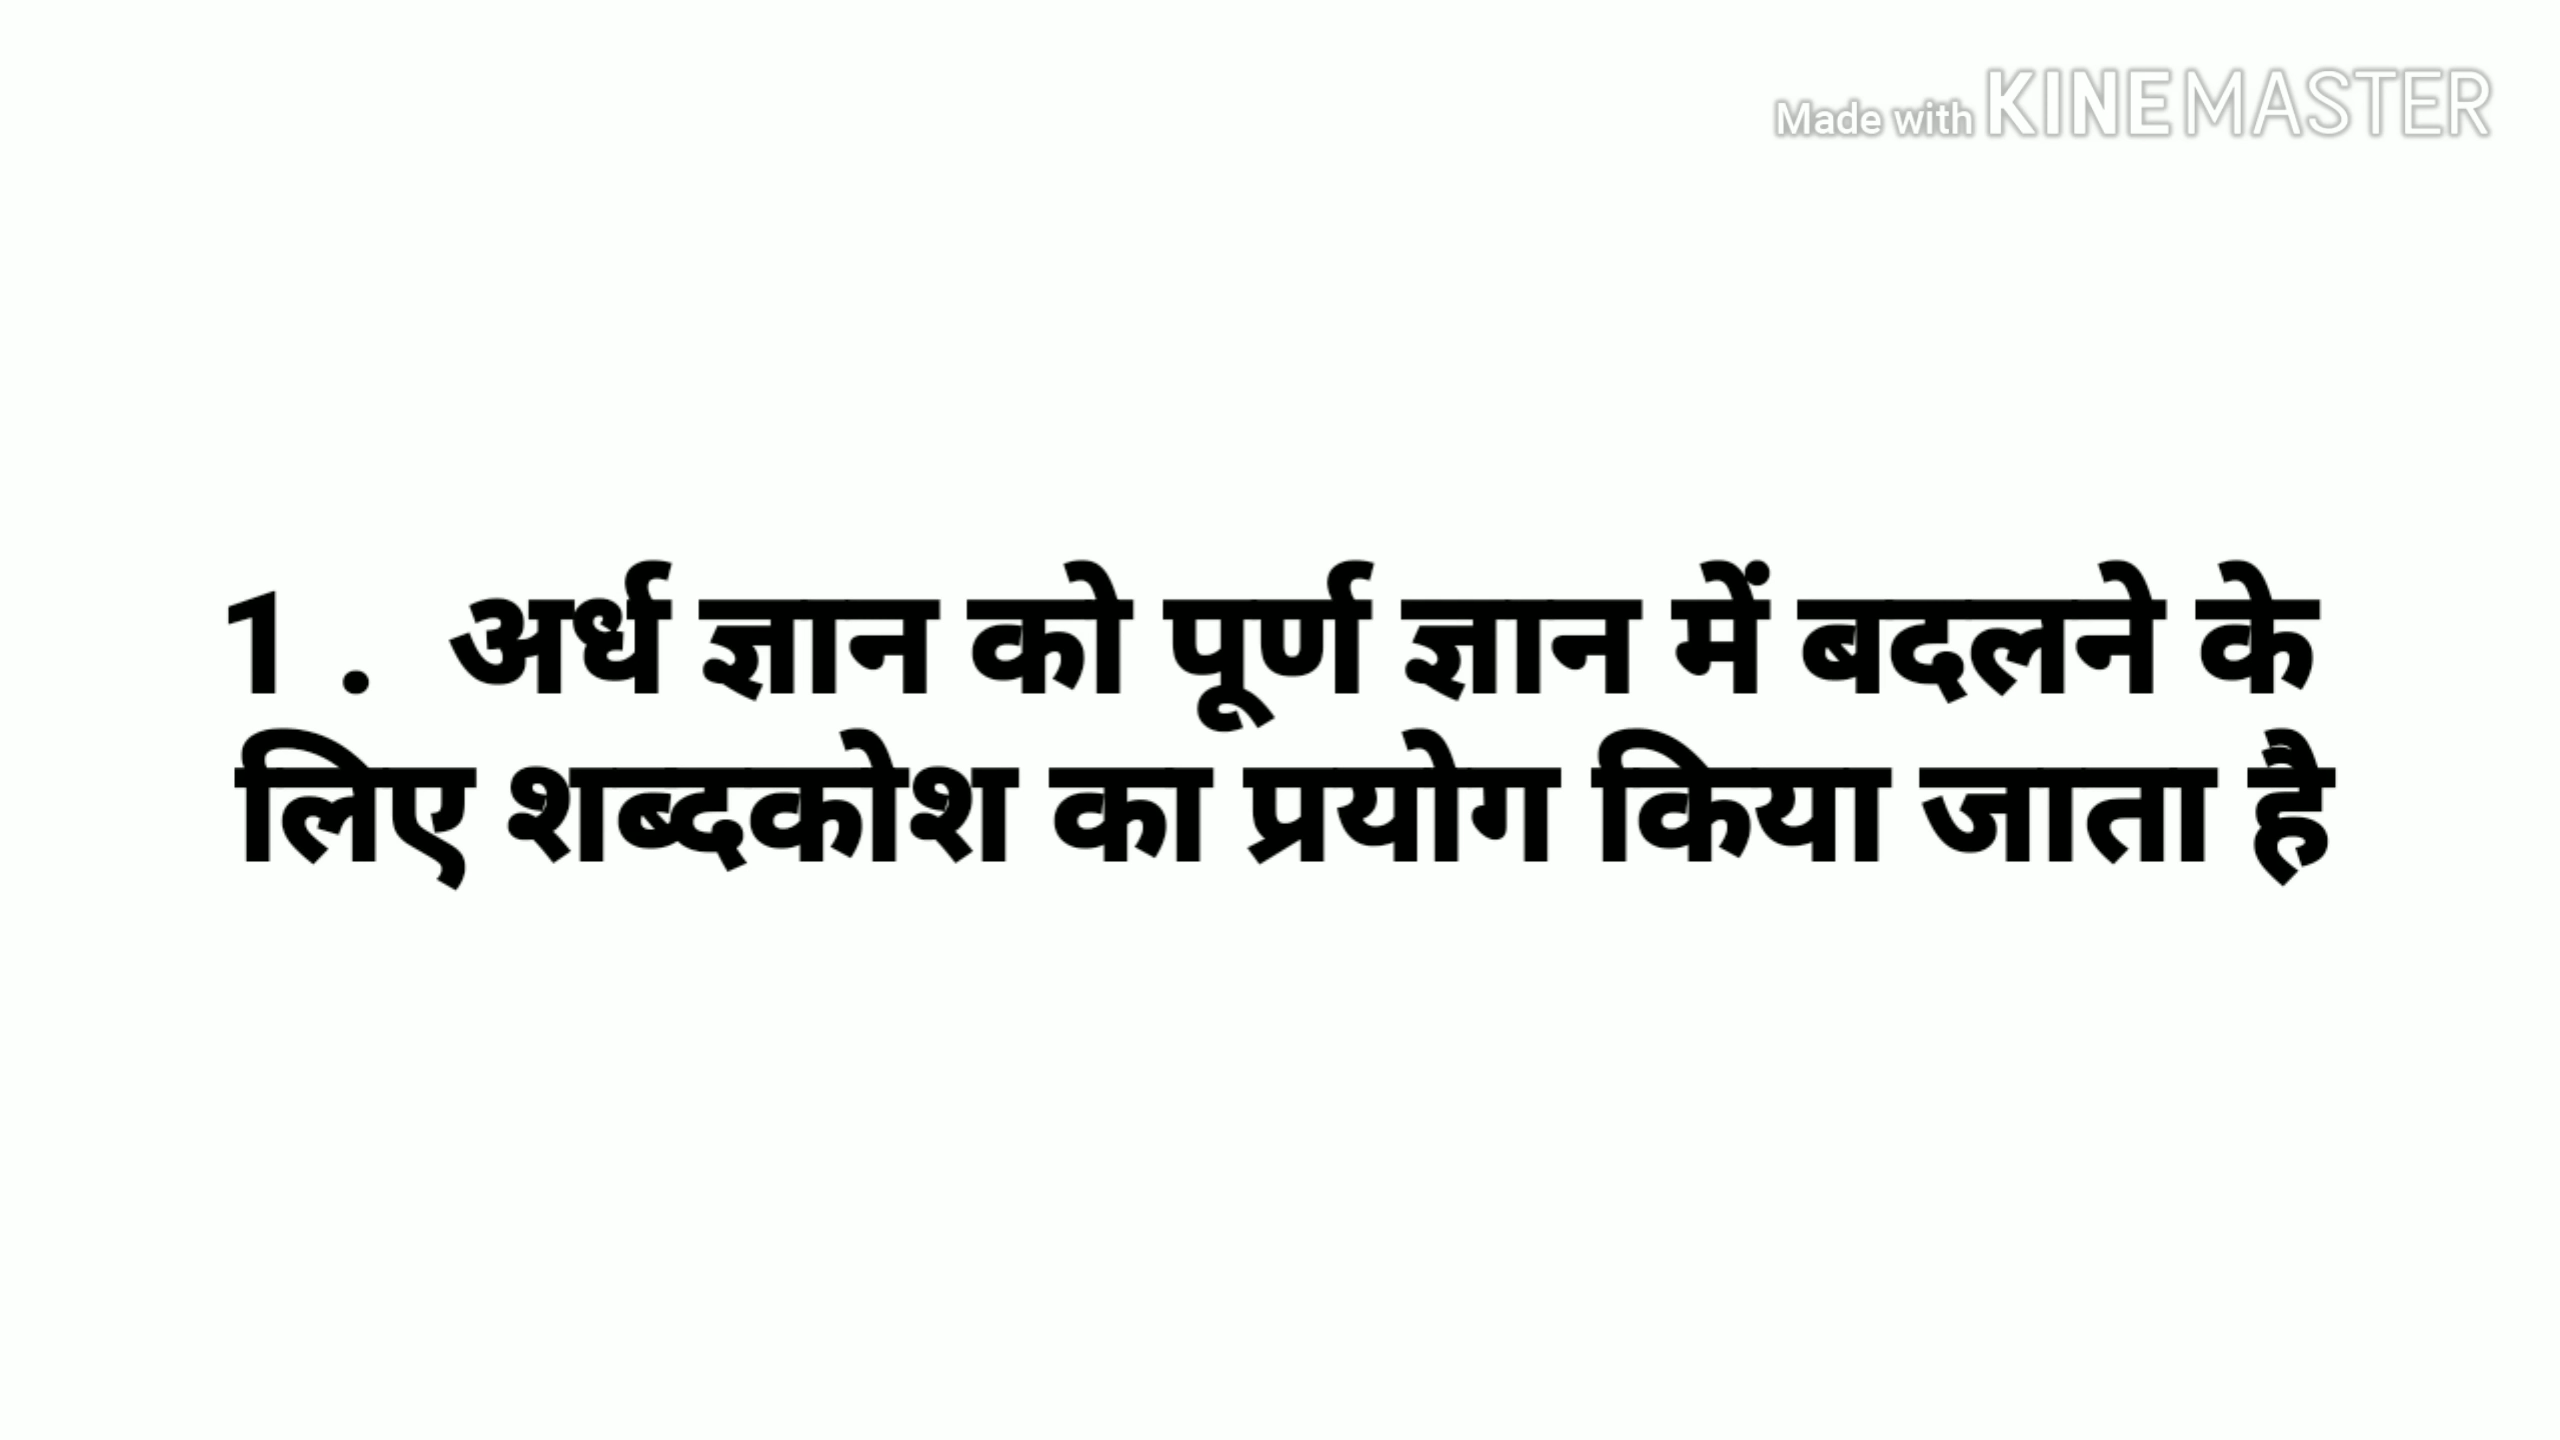 Made with KINEMASTER
1 . अर्ध ज्ञान को पूर्ण ज्ञान में बदलने के
लिए शब्दकोश का प्रयोग किया जाता है